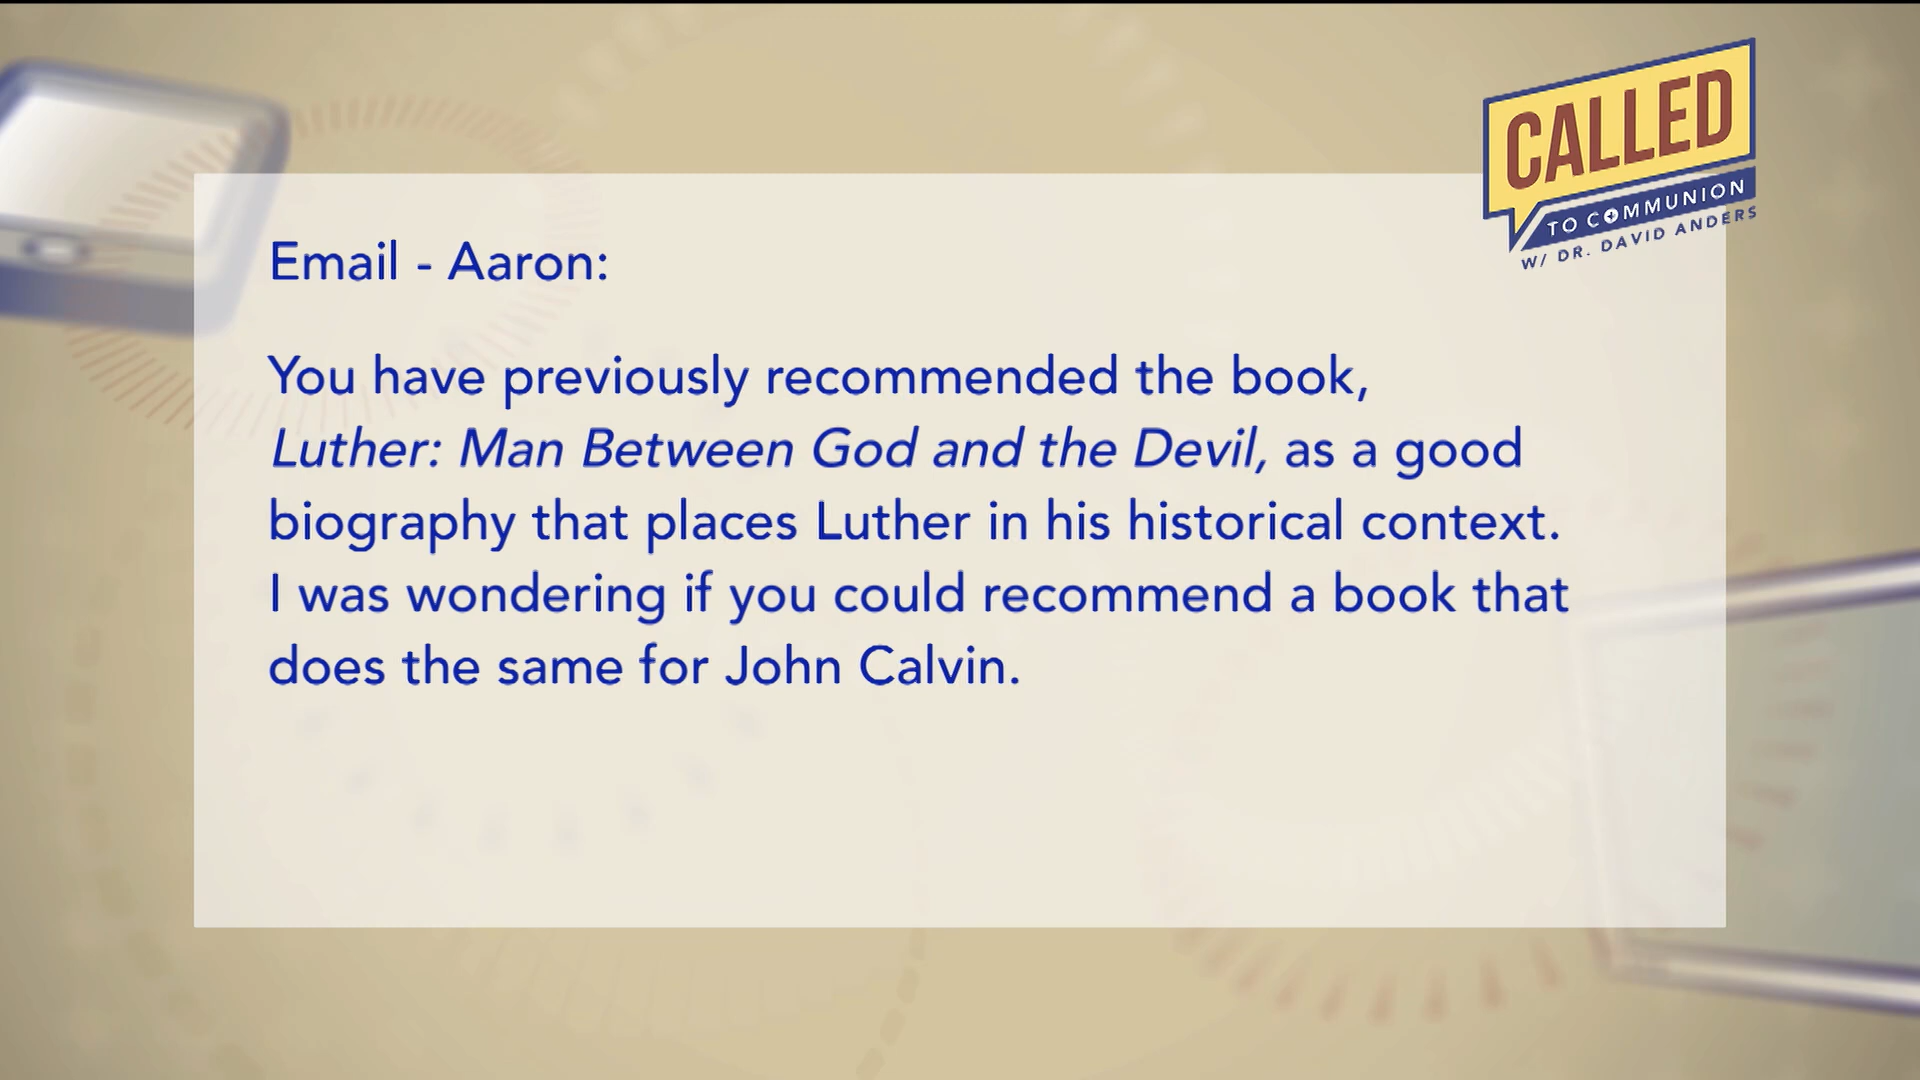 CALLED
TO COMMUNION
W/ DR. DAVID ANDERS
Email - Aaron:
You have previously recommended the book,
Luther: Man Between God and the Devil, as a good
biography that places Luther in his historical context.
I was wondering if you could recommend a book that
does the same for John Calvin.